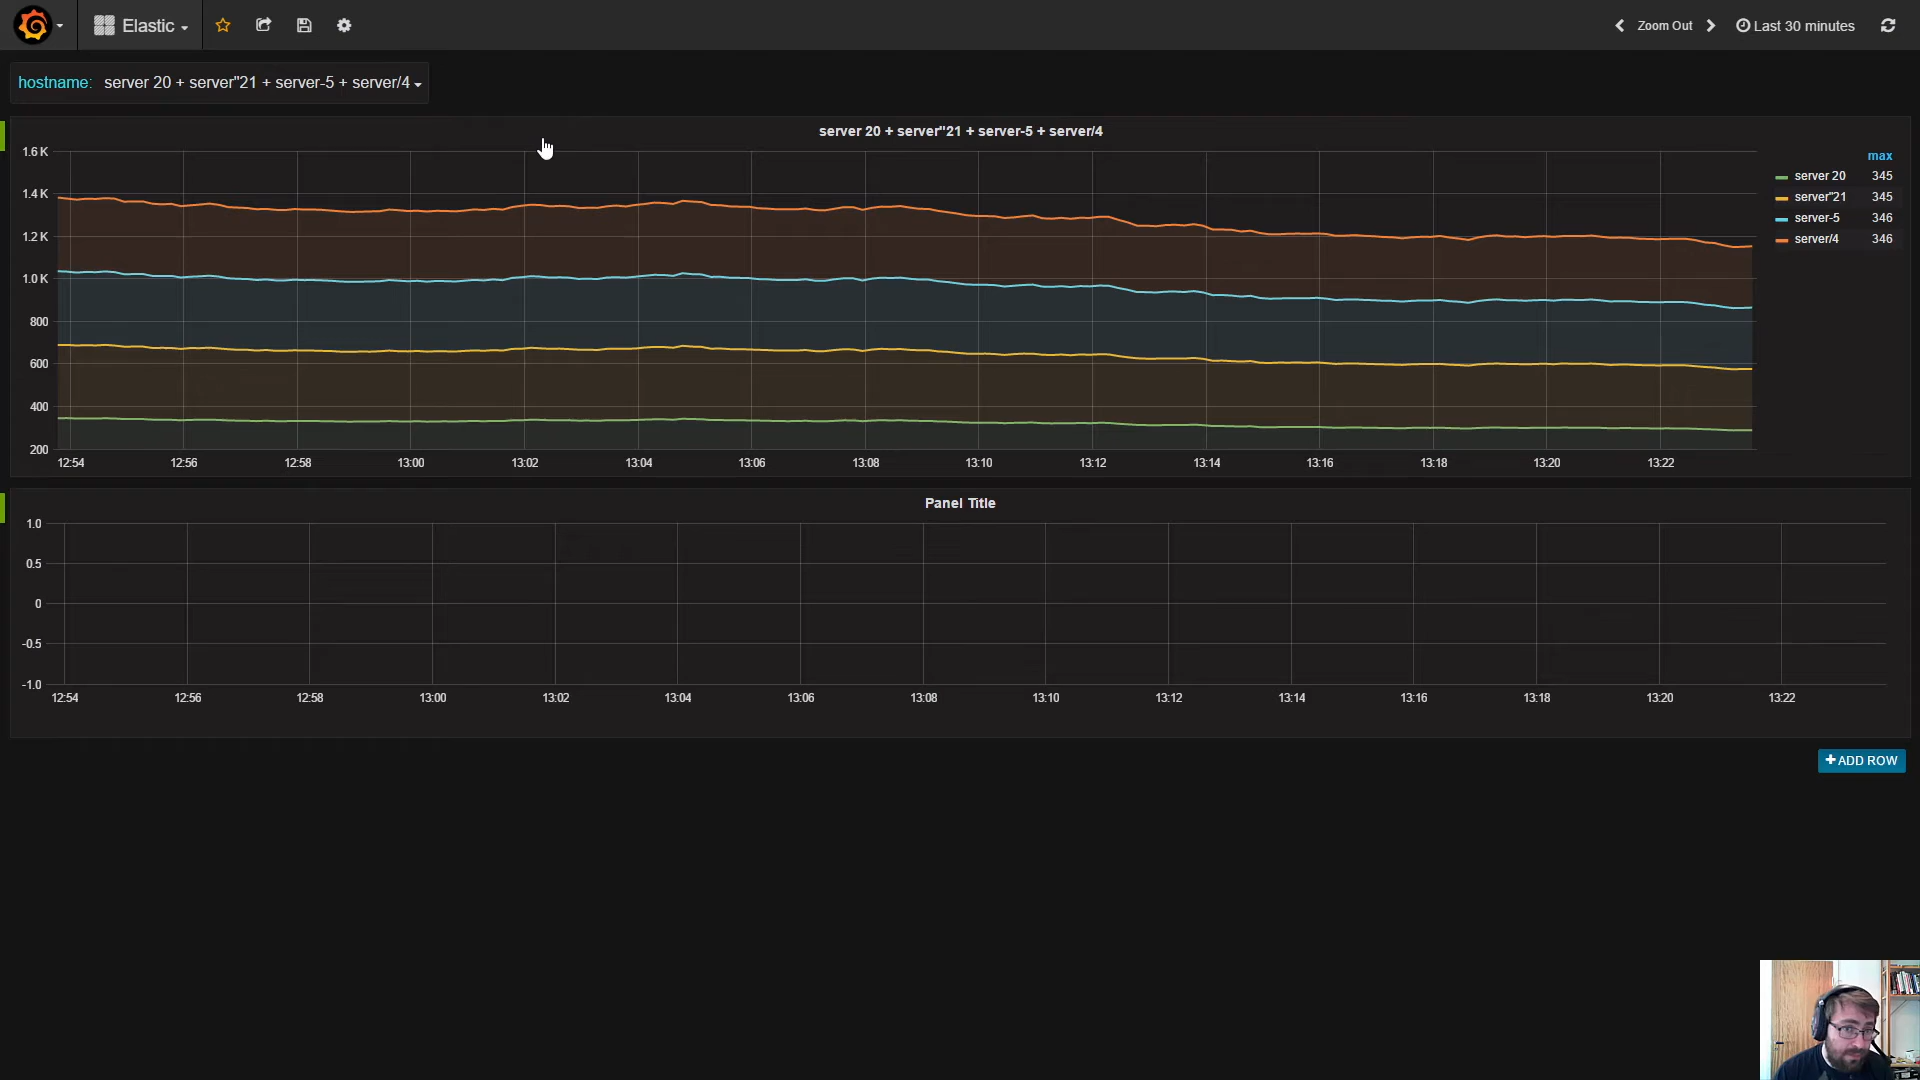 Elastic
Zoom Out
Last 30 minutes
hostname: server 20 + server"21 + server-5 + server/4
server 20 + server"21 + server-5 + server/4
1.6 K
1.4 K
1.2 K
1.0 K
800
600
400
200
12:54 12:56 12:58 13:00 13:02 13:04 13:06 13:08 13:10 13:12 13:14 13:16 13:18 13:20 13:22
max
server 20 345
server"21 345
server-5 346
server/4 346
Panel Title
1.0
0.5
0
-0.5
-1.0
12:54 12:56 12:58 13:00 13:02 13:04 13:06 13:08 13:10 13:12 13:14 13:16 13:18 13:20 13:22
+ ADD ROW